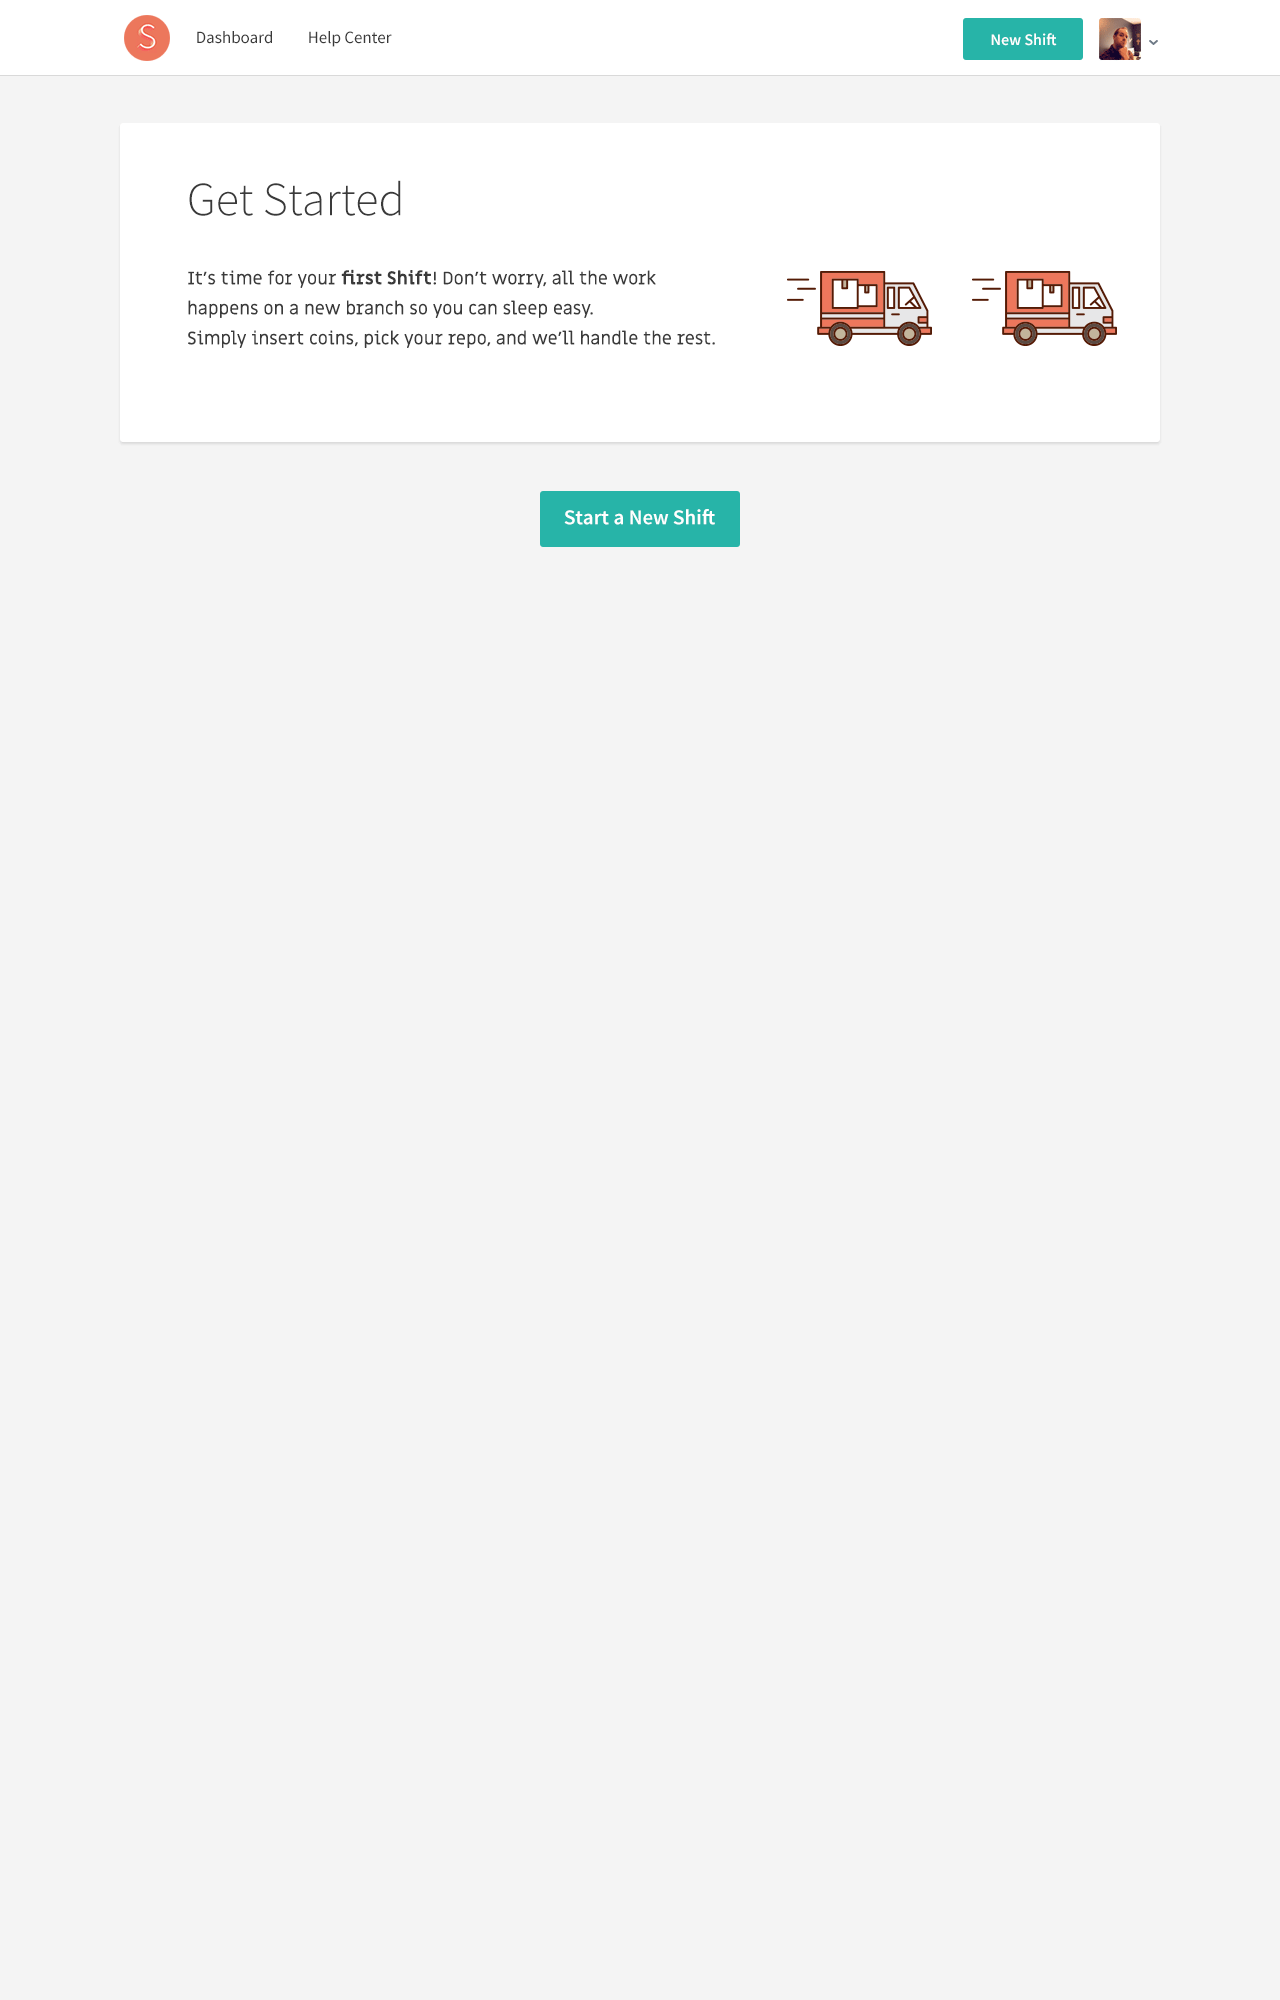 S
Dashboard
Help Center
New Shift
Get Started
It’s time for your first Shift! Don’t worry, all the work
happens on a new branch so you can sleep easy.
Simply insert coins, pick your repo, and we’ll handle the rest.
Start a New Shift